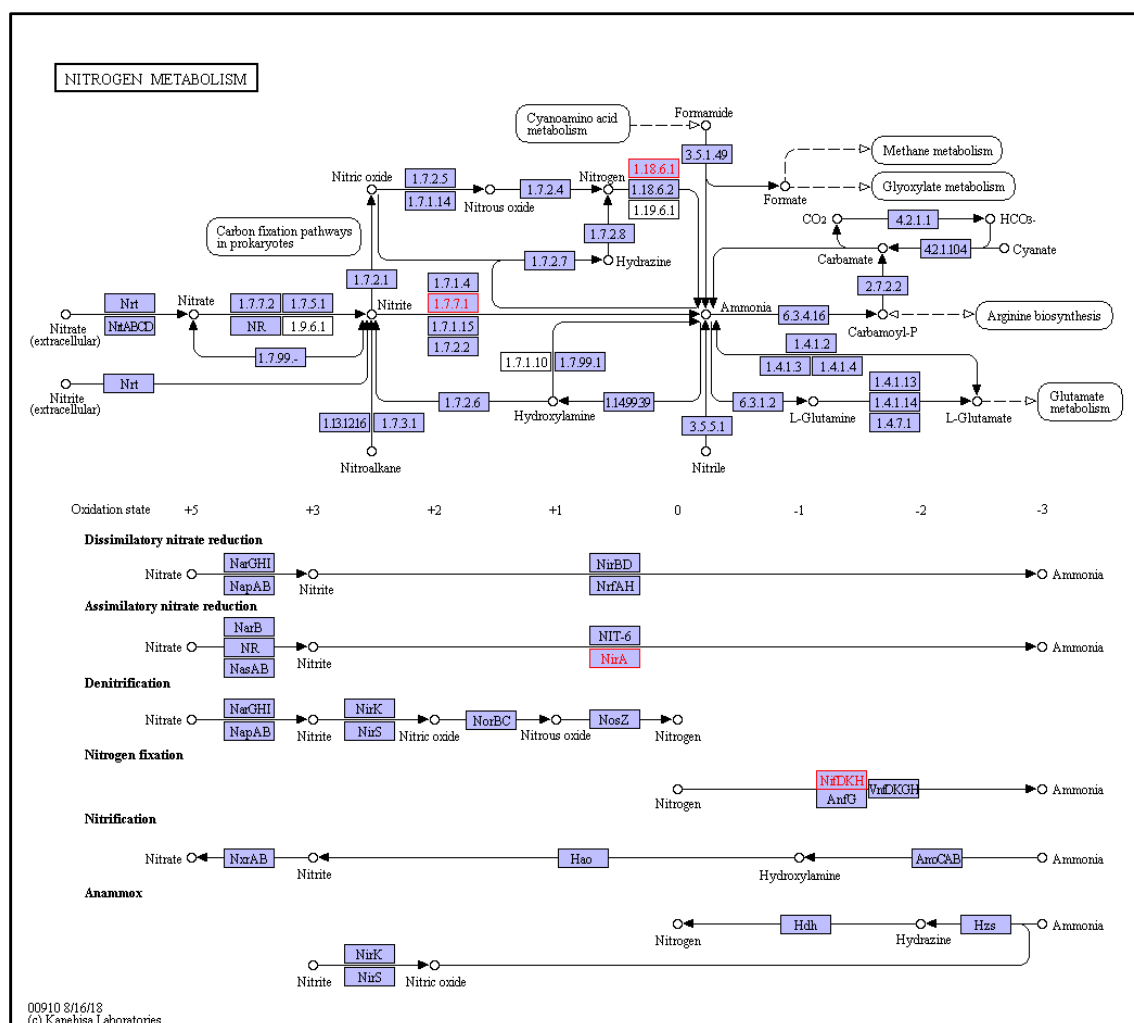 NITROGEN METABOLISM
Cyanoamino acid
metabolism
Formamide
3.5.1.49
Methane metabolism
Glyoxylate metabolism
Formate
Nitric oxide
1.7.2.5
1.7.1.14
Nitrous oxide
1.7.2.4
Nitrogen
1.18.6.1
1.18.6.2
1.19.6.1
1.7.2.8
Hydrazine
1.7.2.7
Carbon fixation pathways
in prokaryotes
CO2
4.2.1.1
HCO3-
Carbamate
4.2.1.104
Cyanate
2.7.2.2
1.7.2.1
Nrt
NrtABCD
Nitrate
(extracellular)
Nitrate
1.7.7.2
1.7.5.1
NR
1.9.6.1
1.7.99.-
Nitrite
1.7.1.4
1.7.7.1
1.7.1.15
1.7.2.2
Ammonia
6.3.4.16
Carbamoyl-P
Arginine biosynthesis
1.4.1.2
1.4.1.3
1.4.1.4
Nrt
Nitrite
(extracellular)
1.7.1.10
1.7.99.1
1.7.2.6
Hydroxylamine
1.14.99.39
6.3.1.2
L-Glutamine
1.4.1.13
1.4.1.14
1.4.7.1
L-Glutamate
Glutamate
metabolism
1.13.12.16
1.7.3.1
Nitroalkane
3.5.5.1
Nitrile
Oxidation state +5 +3 +2 +1 0 -1 -2 -3
Dissimilatory nitrate reduction
NarGHI
NapAB
NirBD
NrfAH
Nitrate
Nitrite
Ammonia
Assimilatory nitrate reduction
NarB
NR
NasAB
NIT-6
NirA
Nitrate
Nitrite
Ammonia
Denitrification
NarGHI
NapAB
NirK
NirS
NorBC
NosZ
Nitrate
Nitrite
Nitric oxide
Nitrous oxide
Nitrogen
Nitrogen fixation
NifDKH
AnfG
VnfDKGH
Nitrogen
Ammonia
Nitrification
Nitrate
NxrAB
Nitrite
Hao
Hydroxylamine
AmoCAB
Ammonia
Anammox
Nitrogen
Hdh
Hydrazine
Hzs
Ammonia
NirK
NirS
Nitrite
Nitric oxide
00910 8/16/18
(c) Kanehisa Laboratories